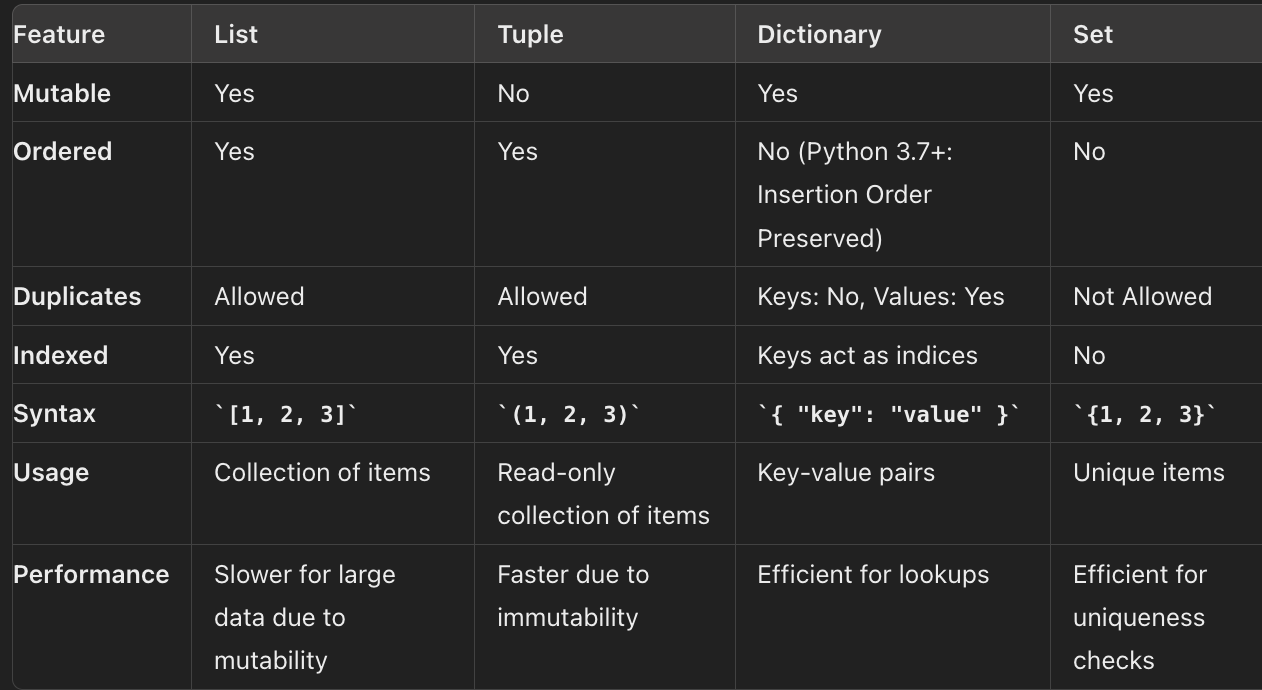 Feature List Tuple Dictionary Set
Mutable Yes No Yes Yes
Ordered Yes Yes No (Python 3.7+: No
Insertion Order
Preserved)
Duplicates Allowed Allowed Keys: No, Values: Yes Not Allowed
Indexed Yes Yes Keys act as indices No
Syntax `[1, 2, 3]` `(1, 2, 3)` `{ "key": "value" }` `{1, 2, 3}`
Usage Collection of items Read-only Key-value pairs Unique items
collection of items
Performance Slower for large Faster due to Efficient for lookups Efficient for
data due to immutability uniqueness
mutability checks